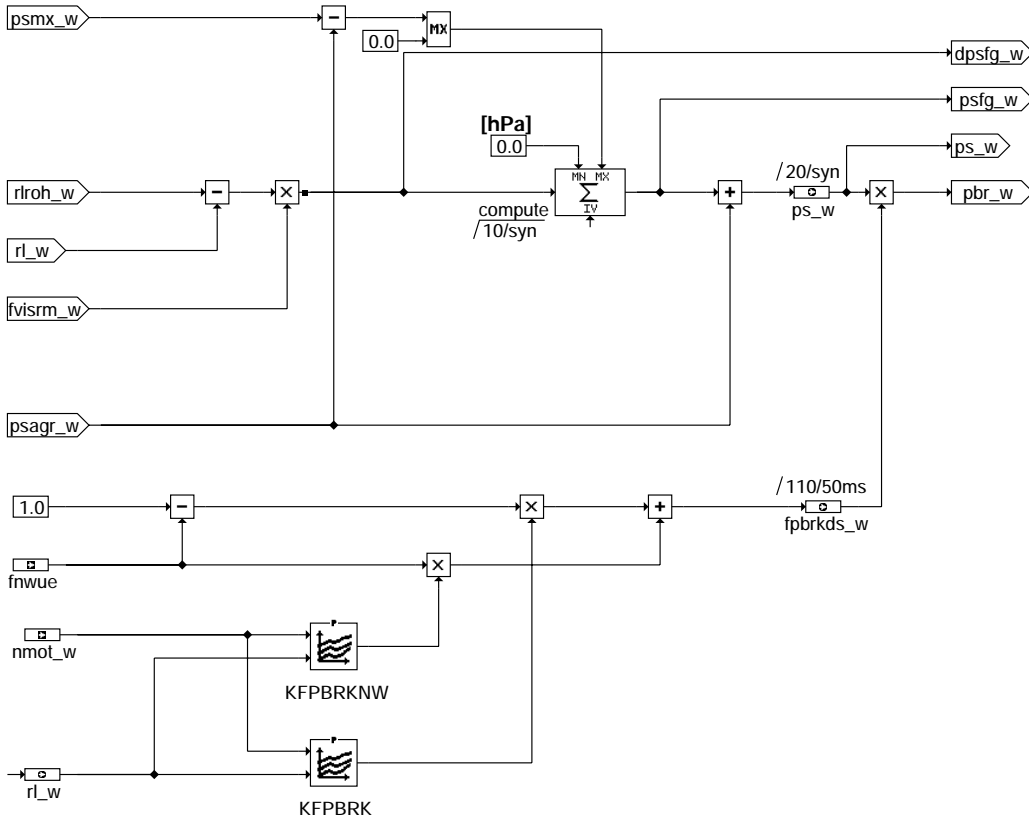 psmx_w
−
MX
0.0
dpsfg_w
psfg_w
[hPa]
0.0
ps_w
MN MX
/20/syn
rlroh_w
−
×
Σ
+
ps_w
×
pbr_w
compute
/10/syn
IV
rl_w
fvisrm_w
psagr_w
/110/50ms
1.0
−
×
+
fpbrkds_w
fnwue
×
P
nmot_w
KFPBRKNW
P
rl_w
KFPBRK